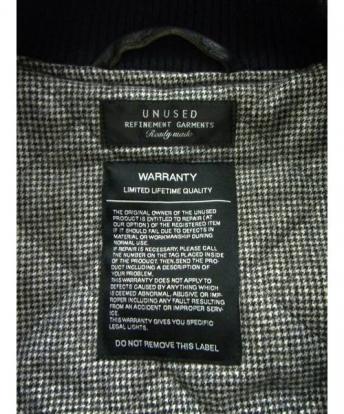 UNUSED
REFINEMENT GARMENTS
Ready made
WARRANTY
LIMITED LIFETIME QUALITY
THE ORIGINAL OWNERS OF THE UNUSED
PRODUCT IS ENTITLED TO REPAIR (AT
OUR OPTION) OF THE REGISTERED ITEM
IF IT SHOULD FAIL DUE TO DEFECTS IN
MATERIAL OR WORKMANSHIP DURING
NORMAL USE.
IF REPAIR IS NECESSARY, PLEASE CALL
THE NUMBER ON THE TAG PLACED INSIDE
OF THE PRODUCT. THEN, SEND THE PRO-
DUCT INCLUDING A DESCRIPTION OF
YOUR PROBLEM.
THIS WARRANTY DOES NOT APPLY TO
DEFECTS CAUSED BY ANYTHING WHICH
IS DEEMED ABNORMAL, ABUSIVE OR IM-
PROPER INCLUDING ANY FAULT RESULTING
FROM AN ACCIDENT OR IMPROPER SERV-
ICE.
THIS WARRANTY GIVES YOU SPECIFIC
LEGAL LIGHTS.
DO NOT REMOVE THIS LABEL